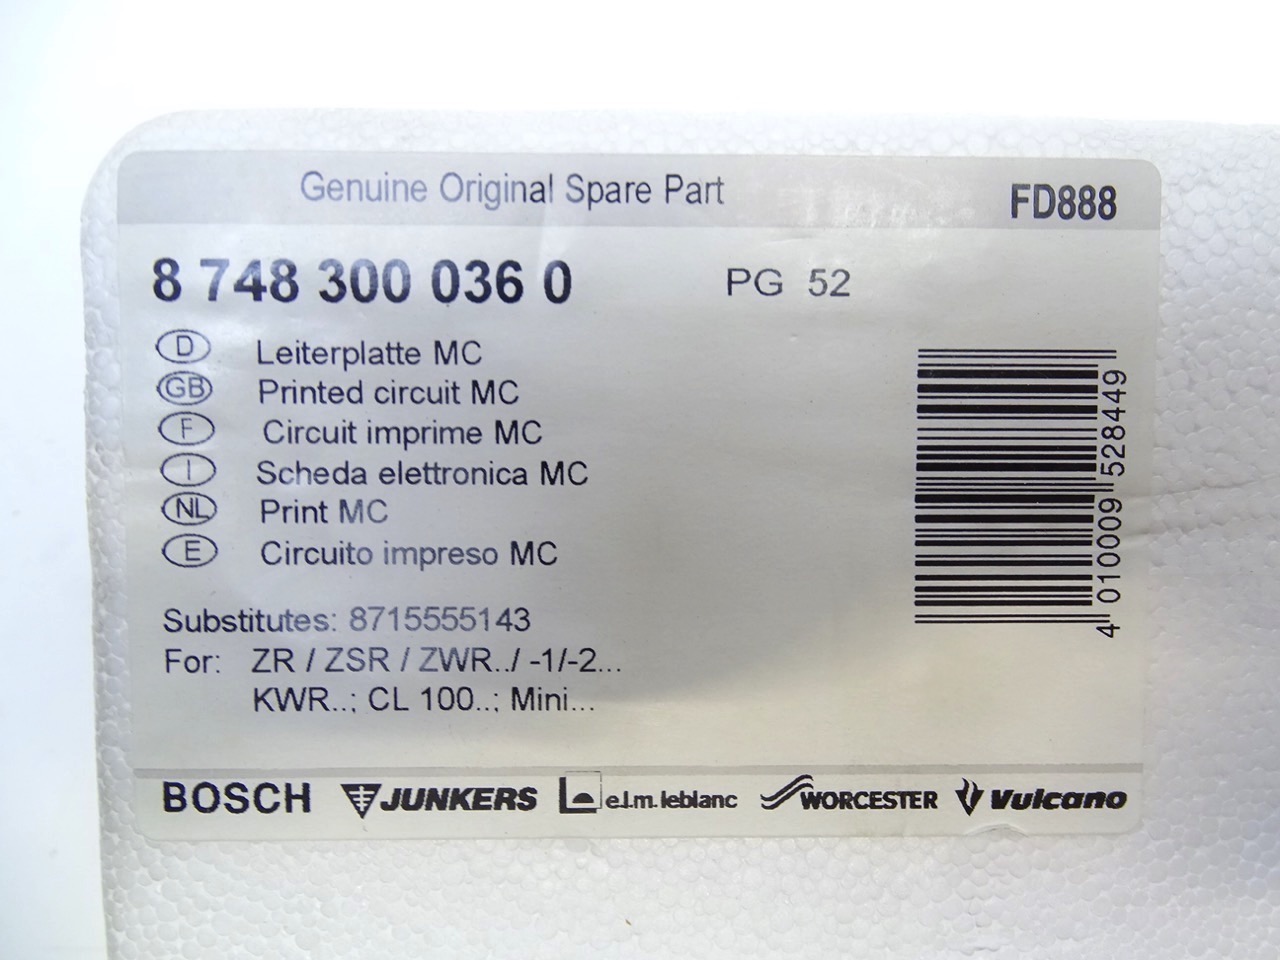 Genuine Original Spare Part FD888
8 748 300 036 0 PG 52
D Leiterplatte MC
GB Printed circuit MC
F Circuit imprime MC
I Scheda elettronica MC
NL Print MC
E Circuito impreso MC
Substitutes: 8715555143
For: ZR / ZSR / ZWR../ -1/-2...
KWR..; CL 100..; Mini...
4 010009 528449
BOSCH JUNKERS e.l.m. leblanc WORCESTER Vulcano